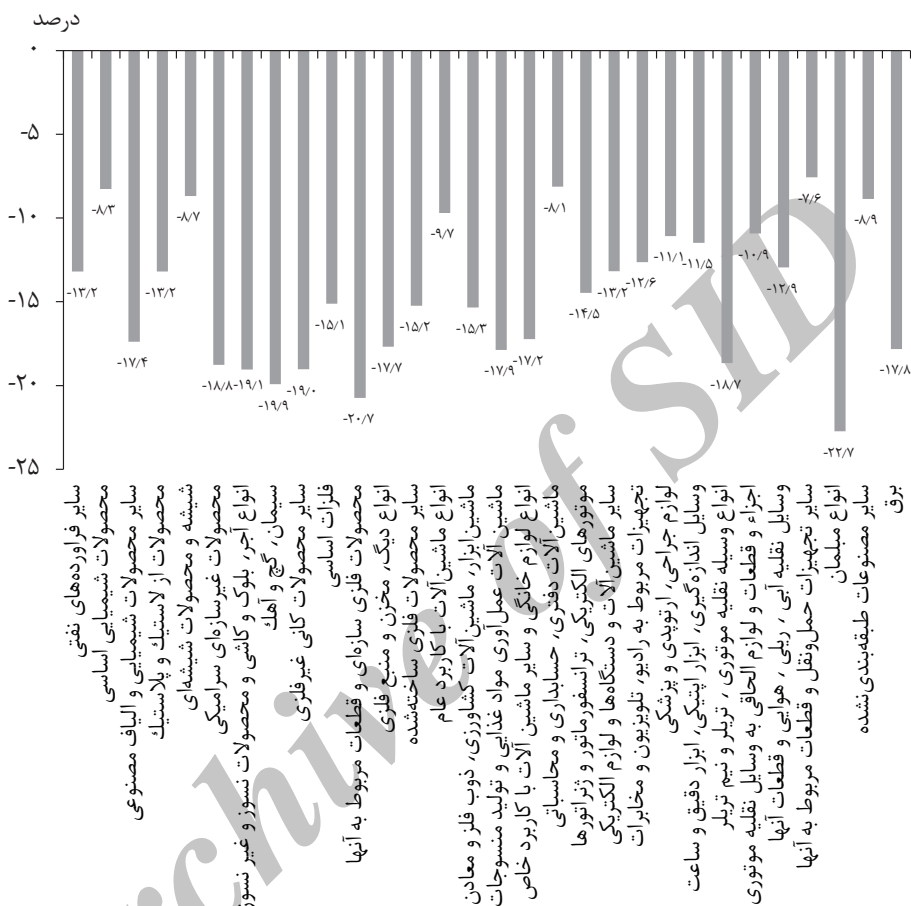 درصد
۰
-۵
-۱۰
-۱۵
-۲۰
-۲۵
-۱۳/۲
-۸/۳
-۱۷/۴
-۱۳/۲
-۸/۷
-۱۸/۸
-۱۹/۱
-۱۹/۹
-۱۹/۰
-۱۵/۱
-۲۰/۷
-۱۷/۷
-۱۵/۲
-۹/۷
-۱۵/۳
-۱۷/۹
-۱۷/۲
-۸/۱
-۱۴/۵
-۱۳/۲
-۱۲/۶
-۱۱/۱
-۱۱/۵
-۱۸/۷
-۱۰/۹
-۱۲/۹
-۷/۶
-۲۲/۷
-۸/۹
-۱۷/۸
سایر فراورده‌های نفتی
محصولات شیمیایی اساسی
سایر محصولات شیمیایی و الیاف مصنوعی
محصولات از لاستیک و پلاستیک
شیشه و محصولات شیشه‌ای
محصولات غیرسازه‌ای سرامیکی
انواع آجر، بلوک و کاشی و محصولات نسوز و غیر نسوز
سیمان، گچ و آهک
سایر محصولات کانی غیرفلزی
فلزات اساسی
محصولات فلزی سازه‌ای و قطعات مربوط به آنها
انواع دیگ، مخزن و منبع فلزی
سایر محصولات فلزی ساخته‌شده
انواع ماشین‌آلات با کاربرد عام
ماشین‌ابزار، ماشین‌آلات کشاورزی، ذوب فلز و معادن
ماشین آلات عمل‌آوری مواد غذایی و تولید منسوجات
انواع لوازم خانگی و سایر ماشین آلات با کاربرد خاص
ماشین‌آلات دفتری، حسابداری و محاسباتی
موتورهای الکتریکی، ترانسفورماتور و ژنراتورها
سایر ماشین‌آلات و دستگاه‌ها و لوازم الکتریکی
تجهیزات مربوط به رادیو، تلویزیون و مخابرات
لوازم جراحی، ارتوپدی و پزشکی
وسایل اندازه‌گیری، ابزار اپتیکی، ابزار دقیق و ساعت
انواع وسیله نقلیه موتوری ، تریلر و نیم تریلر
اجزاء و قطعات و لوازم الحاقی به وسایل نقلیه موتوری
وسایل نقلیه آبی ، ریلی ، هوایی و قطعات آنها
سایر تجهیزات حمل‌ونقل و قطعات مربوط به آنها
انواع مبلمان
سایر مصنوعات طبقه‌بندی‌نشده
برق
Archive of SID